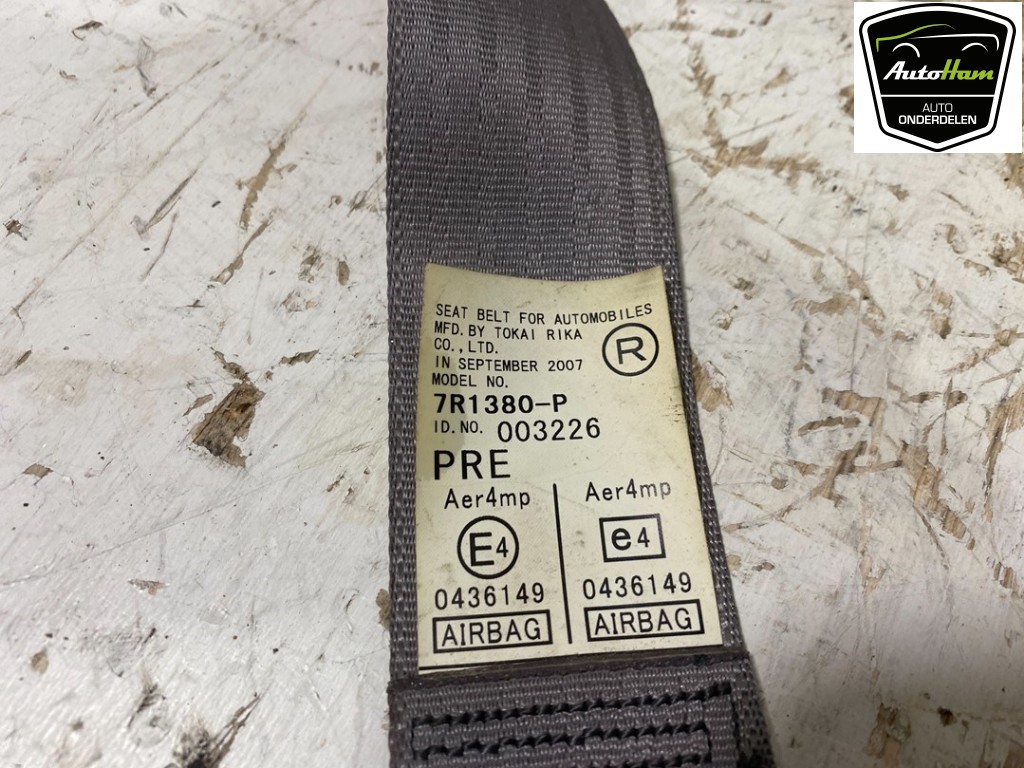 AutoHam
AUTO
ONDERDELEN
SEAT BELT FOR AUTOMOBILES
MFD. BY TOKAI RIKA
CO., LTD.
R
IN SEPTEMBER 2007
MODEL NO.
7R1380-P
ID. NO. 003226
PRE
Aer4mp
E4
0436149
AIRBAG
Aer4mp
e4
0436149
AIRBAG